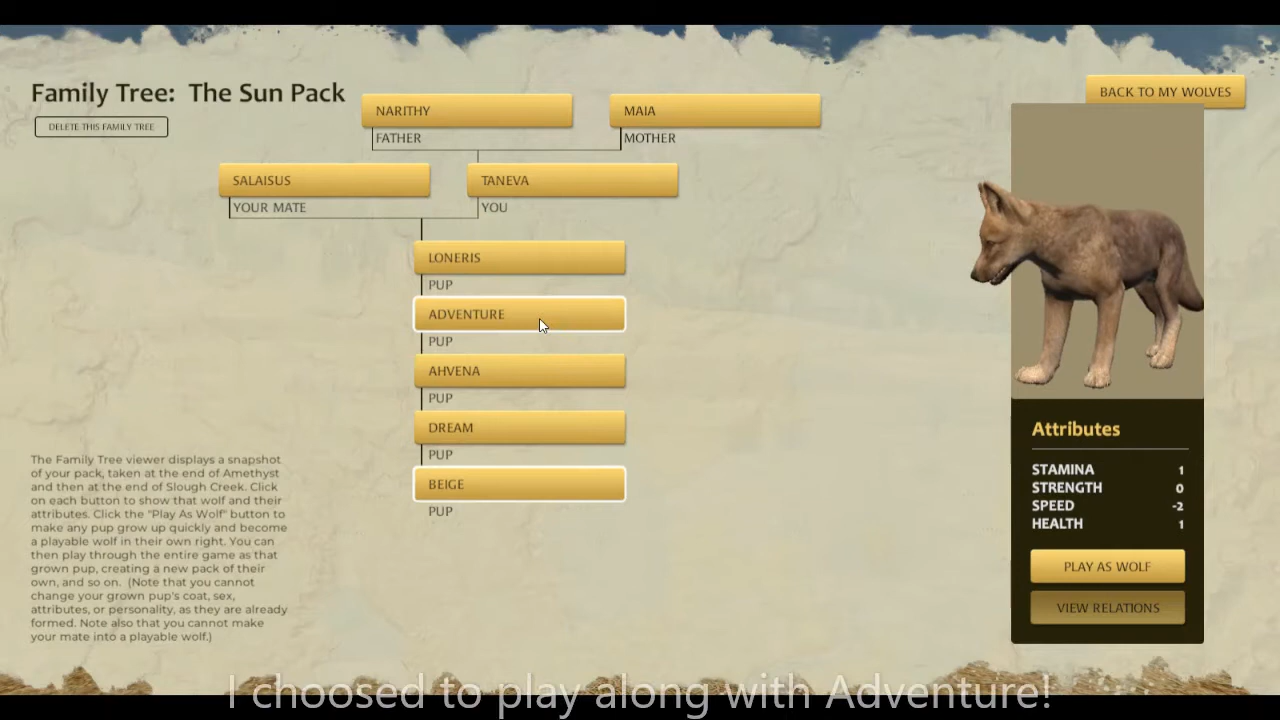 Family Tree:  The Sun Pack
DELETE THIS FAMILY TREE
NARITHY
MAIA
BACK TO MY WOLVES
FATHER
MOTHER
SALAISUS
TANEVA
YOUR MATE
YOU
LONERIS
PUP
ADVENTURE
PUP
AHVENA
PUP
DREAM
PUP
BEIGE
PUP
The Family Tree viewer displays a snapshot
of your pack, taken at the end of Amethyst
and then at the end of Slough Creek. Click
on each button to show that wolf and their
attributes. Click the "Play As Wolf" button to
make any pup grow up quickly and become
a playable wolf in their own right. You can
then play through the entire game as that
grown pup, creating a new pack of their
own, and so on.  (Note that you cannot
change your grown pup's coat, sex,
attributes, or personality, as they are already
formed. Note also that you cannot make
your mate into a playable wolf.)
Attributes
STAMINA 1
STRENGTH 0
SPEED -2
HEALTH 1
PLAY AS WOLF
VIEW RELATIONS
I choosed to play along with Adventure!